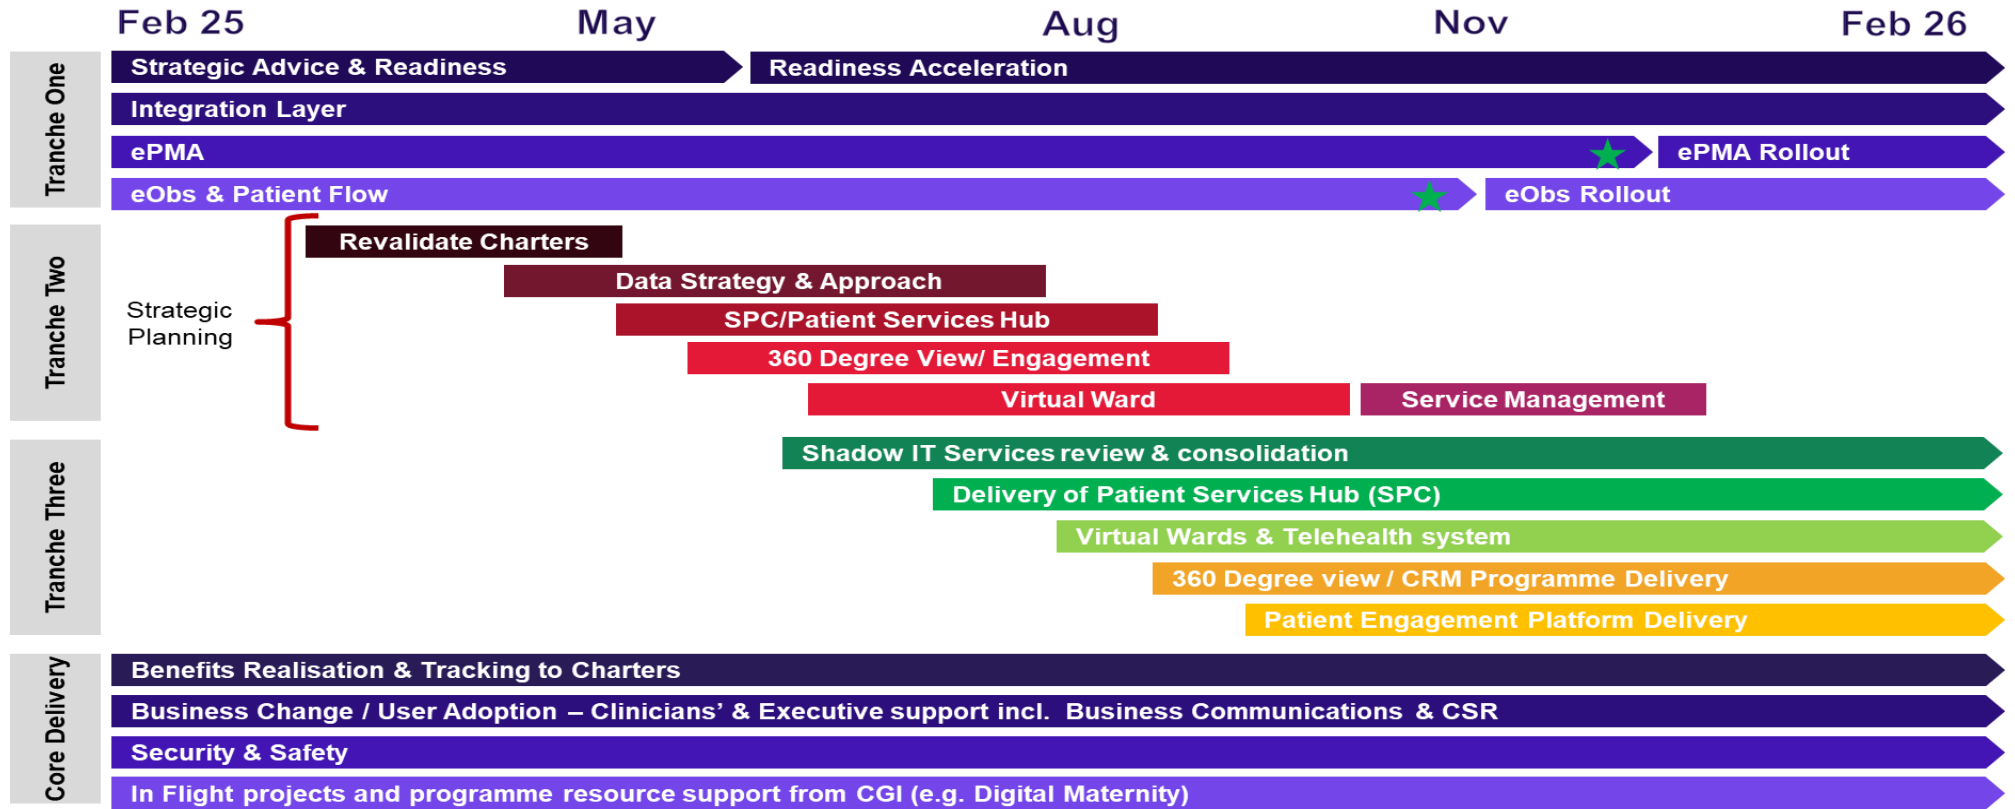 Feb 25 May Aug Nov Feb 26
Tranche One
Strategic Advice & Readiness
Readiness Acceleration
Integration Layer
ePMA
ePMA Rollout
eObs & Patient Flow
eObs Rollout
Tranche Two
Strategic
Planning
Revalidate Charters
Data Strategy & Approach
SPC/Patient Services Hub
360 Degree View/ Engagement
Virtual Ward
Service Management
Tranche Three
Shadow IT Services review & consolidation
Delivery of Patient Services Hub (SPC)
Virtual Wards & Telehealth system
360 Degree view / CRM Programme Delivery
Patient Engagement Platform Delivery
Core Delivery
Benefits Realisation & Tracking to Charters
Business Change / User Adoption – Clinicians’ & Executive support incl. Business Communications & CSR
Security & Safety
In Flight projects and programme resource support from CGI (e.g. Digital Maternity)